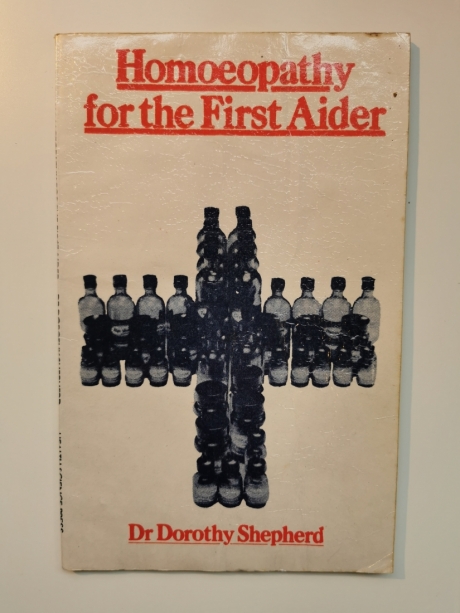 Homoeopathy
for the First Aider
Dr Dorothy Shepherd